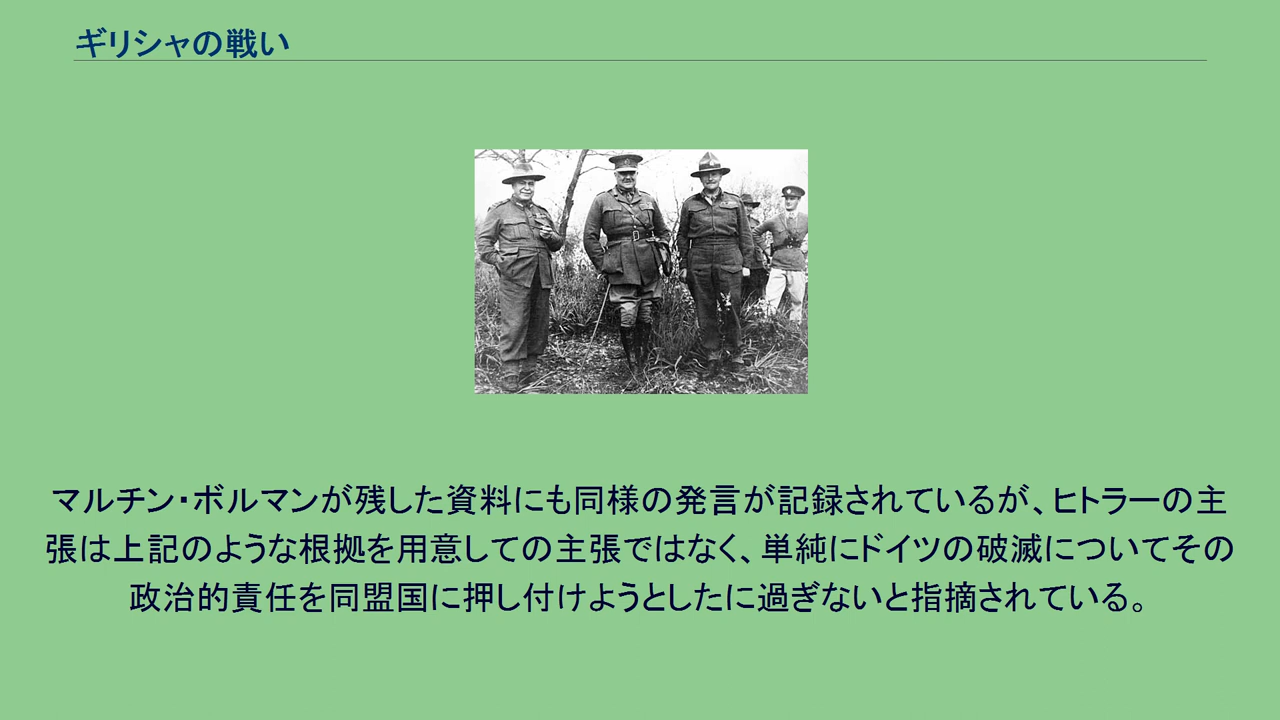 ギリシャの戦い
マルチン・ボルマンが残した資料にも同様の発言が記録されているが、ヒトラーの主
張は上記のような根拠を用意しての主張ではなく、単純にドイツの破滅についてその
政治的責任を同盟国に押し付けようとしたに過ぎないと指摘されている。